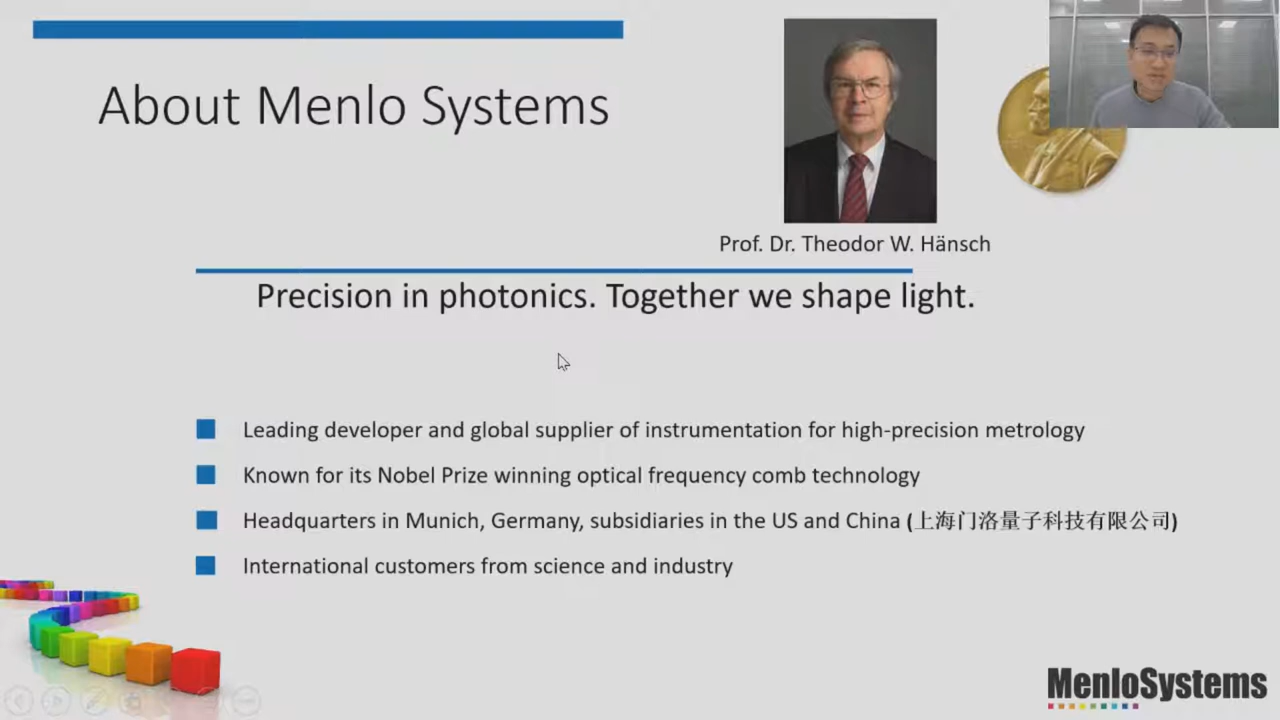 About Menlo Systems
Prof. Dr. Theodor W. Hänsch
Precision in photonics. Together we shape light.
Leading developer and global supplier of instrumentation for high-precision metrology
Known for its Nobel Prize winning optical frequency comb technology
Headquarters in Munich, Germany, subsidiaries in the US and China (上海门洛量子科技有限公司)
International customers from science and industry
MenloSystems